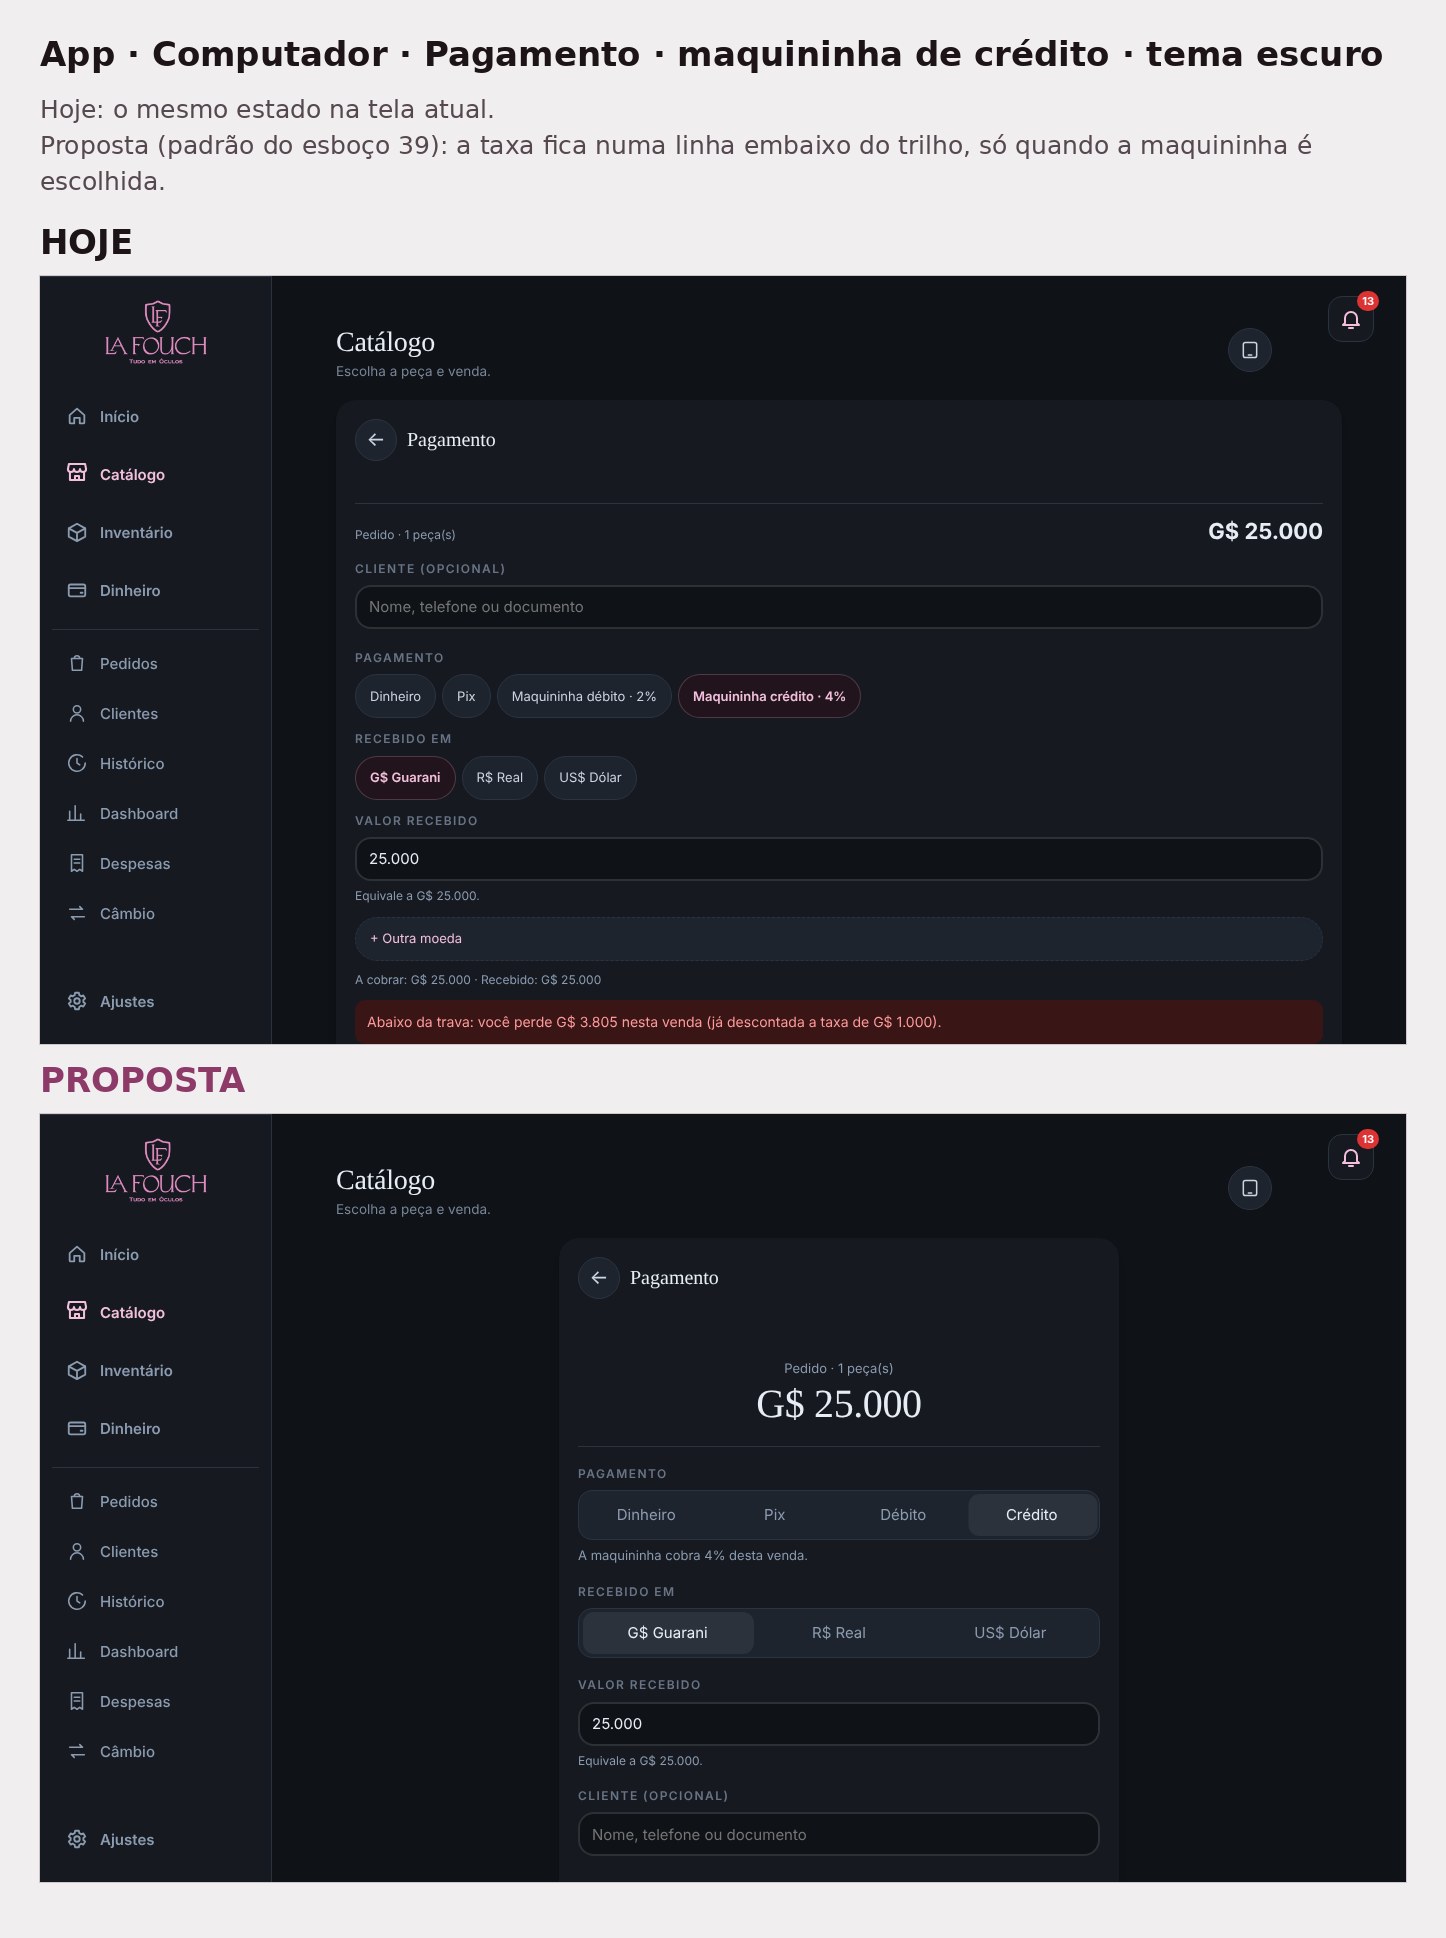 App · Computador · Pagamento · maquininha de crédito · tema escuro
Hoje: o mesmo estado na tela atual.
Proposta (padrão do esboço 39): a taxa fica numa linha embaixo do trilho, só quando a maquininha é
escolhida.
HOJE
LF
LA FOUCH
TUDO EM ÓCULOS
Início
Catálogo
Inventário
Dinheiro
Pedidos
Clientes
Histórico
Dashboard
Despesas
Câmbio
Ajustes
13
Catálogo
Escolha a peça e venda.
Pagamento
Pedido · 1 peça(s)
G$ 25.000
CLIENTE (OPCIONAL)
Nome, telefone ou documento
PAGAMENTO
Dinheiro
Pix
Maquininha débito · 2%
Maquininha crédito · 4%
RECEBIDO EM
G$ Guarani
R$ Real
US$ Dólar
VALOR RECEBIDO
25.000
Equivale a G$ 25.000.
+ Outra moeda
A cobrar: G$ 25.000 · Recebido: G$ 25.000
Abaixo da trava: você perde G$ 3.805 nesta venda (já descontada a taxa de G$ 1.000).
PROPOSTA
LF
LA FOUCH
TUDO EM ÓCULOS
Início
Catálogo
Inventário
Dinheiro
Pedidos
Clientes
Histórico
Dashboard
Despesas
Câmbio
Ajustes
13
Catálogo
Escolha a peça e venda.
Pagamento
Pedido · 1 peça(s)
G$ 25.000
PAGAMENTO
Dinheiro
Pix
Débito
Crédito
A maquininha cobra 4% desta venda.
RECEBIDO EM
G$ Guarani
R$ Real
US$ Dólar
VALOR RECEBIDO
25.000
Equivale a G$ 25.000.
CLIENTE (OPCIONAL)
Nome, telefone ou documento